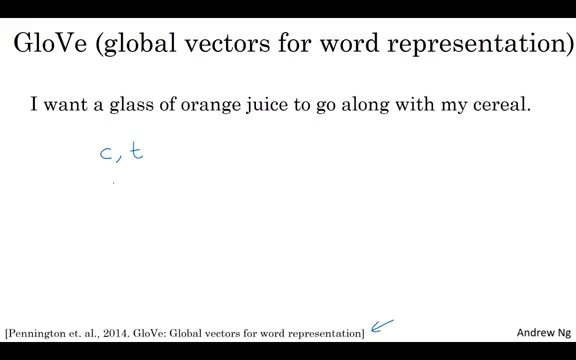 GloVe (global vectors for word representation)
I want a glass of orange juice to go along with my cereal.
c, t
[Pennington et. al., 2014. GloVe: Global vectors for word representation]
Andrew Ng